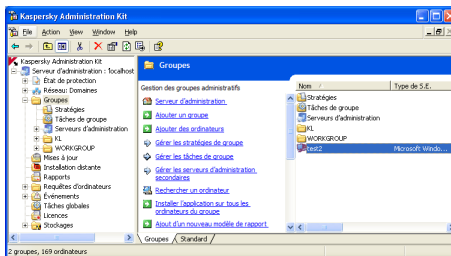 Kaspersky Administration Kit
File Action View Window Help
Kaspersky Administration Kit
Serveur d'administration : localhost
État de protection
Réseau: Domaines
Groupes
Stratégies
Tâches de groupe
Serveurs d'administration
KL
WORKGROUP
Mises à jour
Installation distante
Rapports
Requêtes d'ordinateurs
Événements
Tâches globales
Licences
Stockages
Groupes
Gestion des groupes administratifs
Serveur d'administration
Ajouter un groupe
Ajouter des ordinateurs
Gérer les stratégies de groupe
Gérer les tâches de groupe
Gérer les serveurs d'administration
secondaires
Rechercher un ordinateur
Installer l'application sur tous les
ordinateurs du groupe
Ajout d'un nouveau modèle de rapport
Groupes Standard
Nom Type de S.E.
Stratégies
Tâches de groupe
Serveurs d'administration
KL
WORKGROUP
test2 Microsoft Windo...
2 groupes, 169 ordinateurs